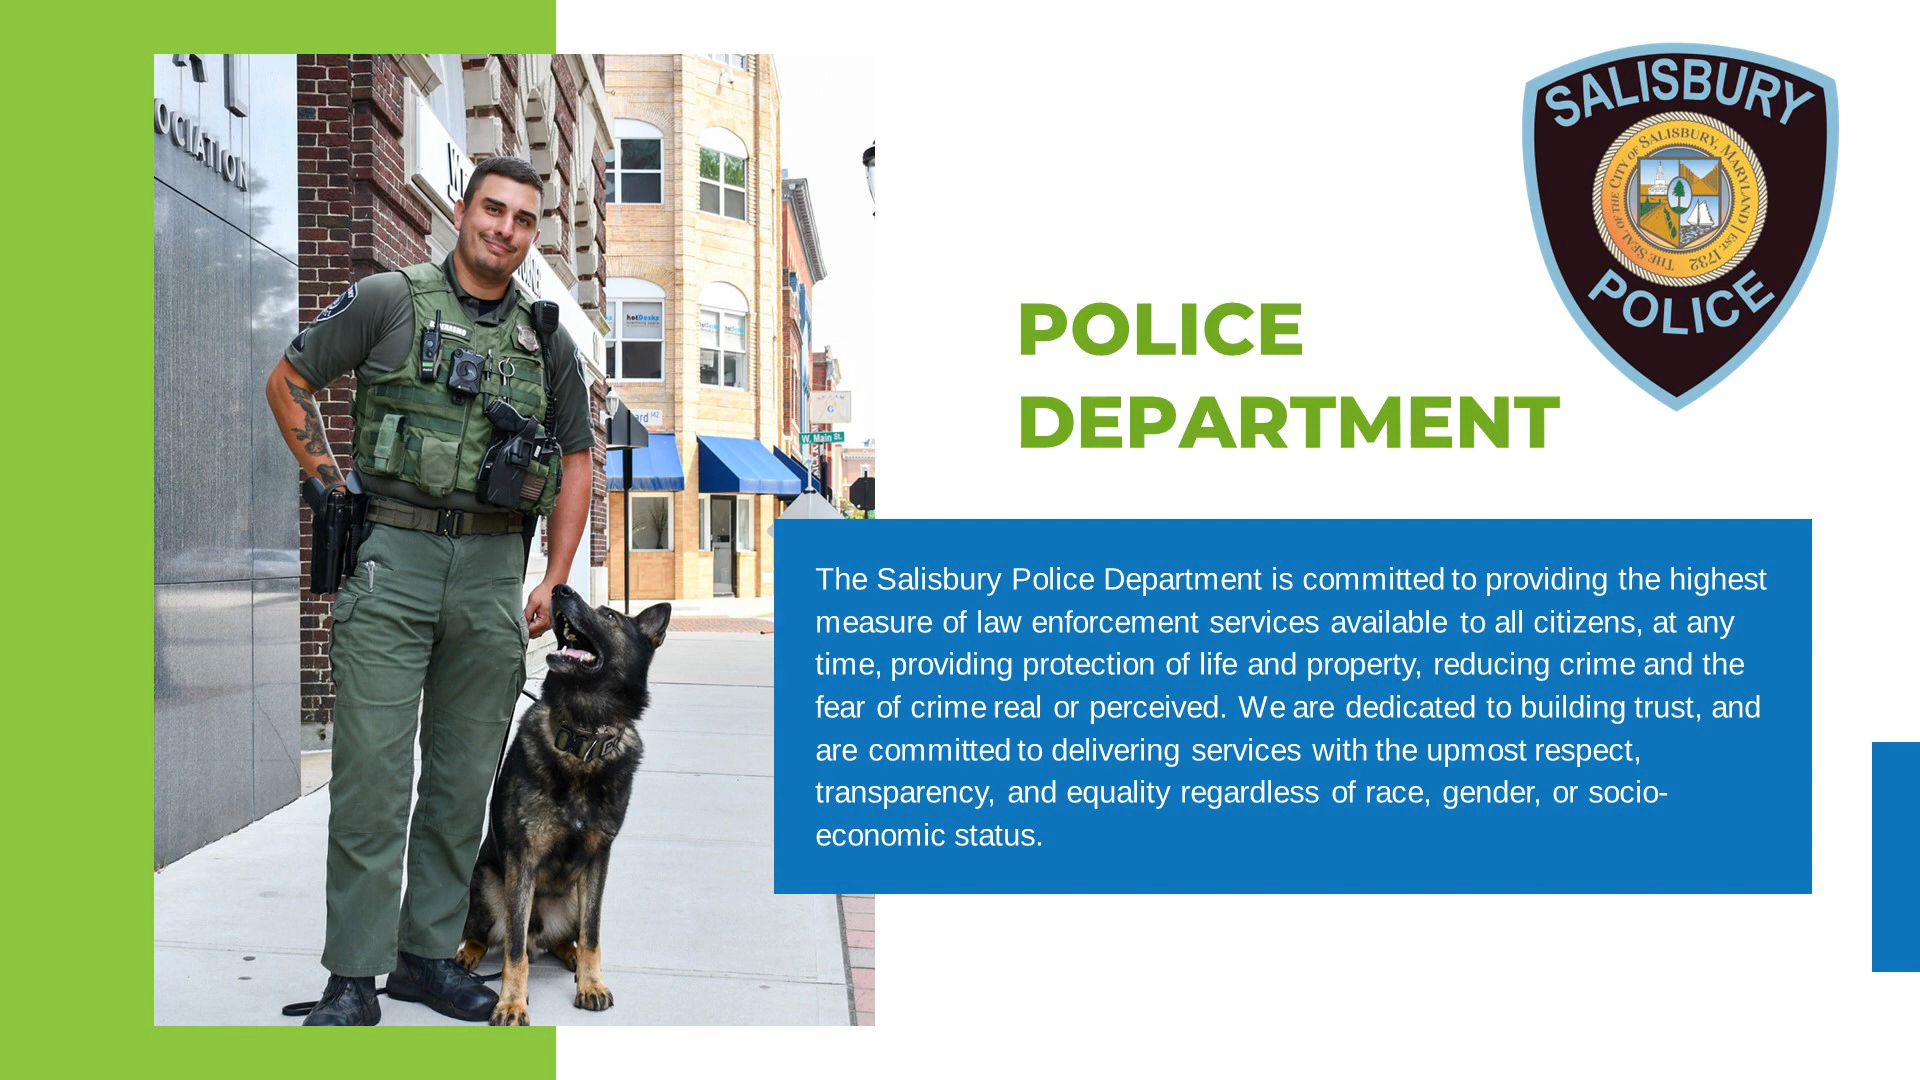 OCIATION
hotDesks
ard 142
W. Main St.
G
SALISBURY
THE SEAL OF THE CITY OF SALISBURY, MARYLAND | EST. 1732
POLICE
POLICE
DEPARTMENT
The Salisbury Police Department is committed to providing the highest
measure of law enforcement services available to all citizens, at any
time, providing protection of life and property, reducing crime and the
fear of crime real or perceived. We are dedicated to building trust, and
are committed to delivering services with the upmost respect,
transparency, and equality regardless of race, gender, or socio-
economic status.